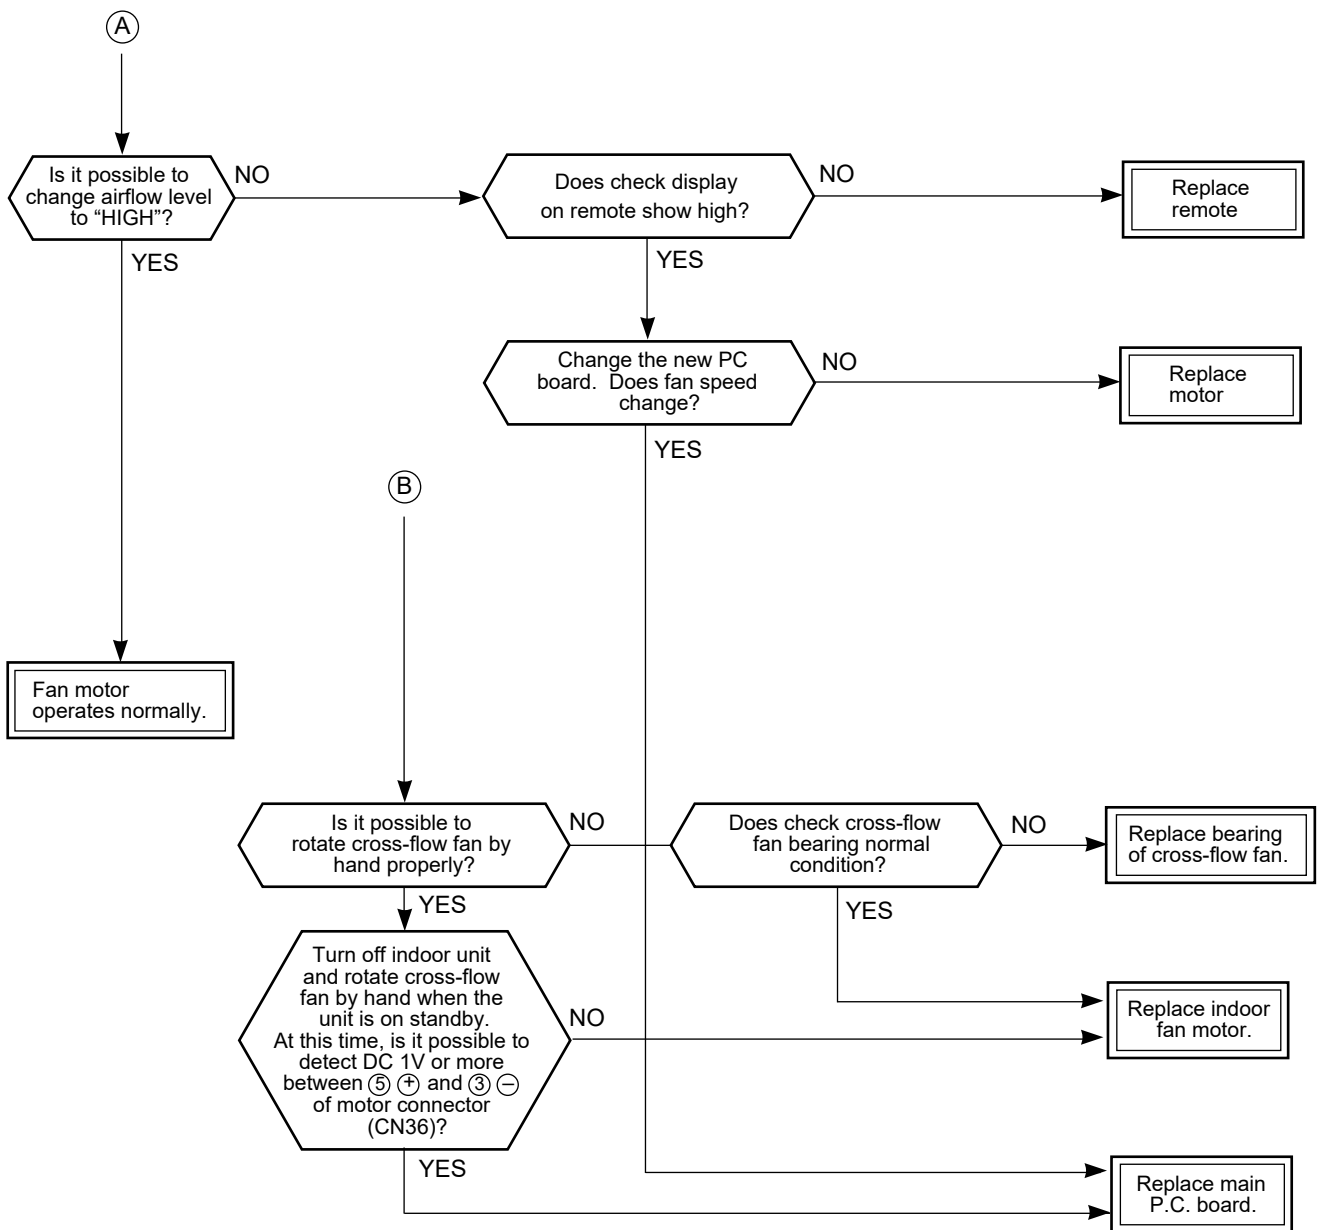 A
Is it possible to
change airflow level
to “HIGH”?
NO
YES
Does check display
on remote show high?
NO
YES
Replace
remote
Change the new PC
board.  Does fan speed
change?
NO
YES
Replace
motor
B
Fan motor
operates normally.
Is it possible to
rotate cross-flow fan by
hand properly?
NO
YES
Does check cross-flow
fan bearing normal
condition?
NO
YES
Replace bearing
of cross-flow fan.
Turn off indoor unit
and rotate cross-flow
fan by hand when the
unit is on standby.
At this time, is it possible to
detect DC 1V or more
between ⑤ ⊕ and ③ ⊖
of motor connector
(CN36)?
NO
YES
Replace indoor
fan motor.
Replace main
P.C. board.